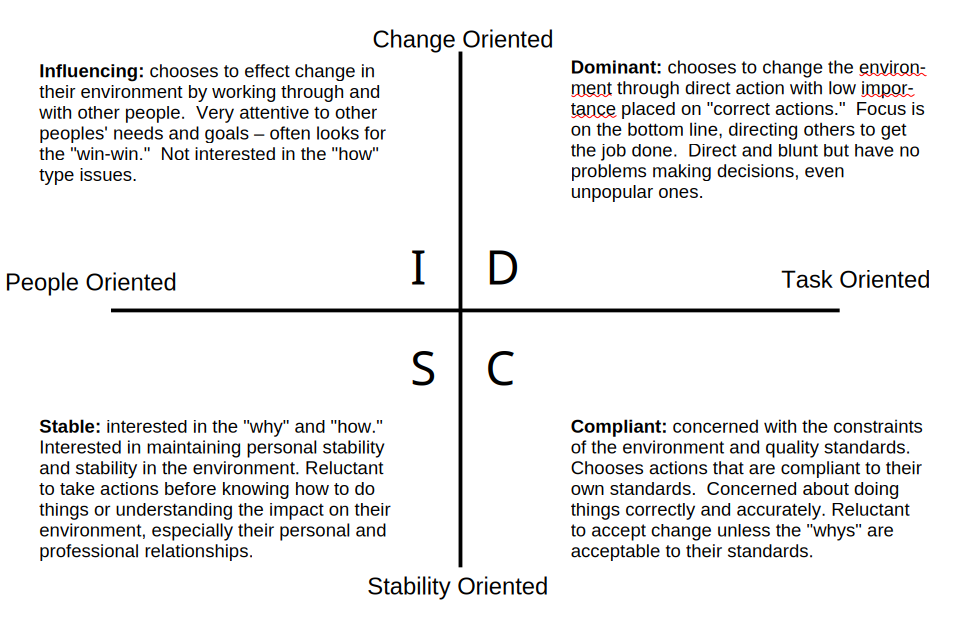 Change Oriented
Influencing: chooses to effect change in
their environment by working through and
with other people.  Very attentive to other
peoples' needs and goals – often looks for
the "win-win."  Not interested in the "how"
type issues.
Dominant: chooses to change the environ-
ment through direct action with low impor-
tance placed on "correct actions."  Focus is
on the bottom line, directing others to get
the job done.  Direct and blunt but have no
problems making decisions, even
unpopular ones.
I D
People Oriented
Task Oriented
S C
Stable: interested in the "why" and "how."
Interested in maintaining personal stability
and stability in the environment. Reluctant
to take actions before knowing how to do
things or understanding the impact on their
environment, especially their personal and
professional relationships.
Compliant: concerned with the constraints
of the environment and quality standards.
Chooses actions that are compliant to their
own standards.  Concerned about doing
things correctly and accurately. Reluctant
to accept change unless the "whys" are
acceptable to their standards.
Stability Oriented